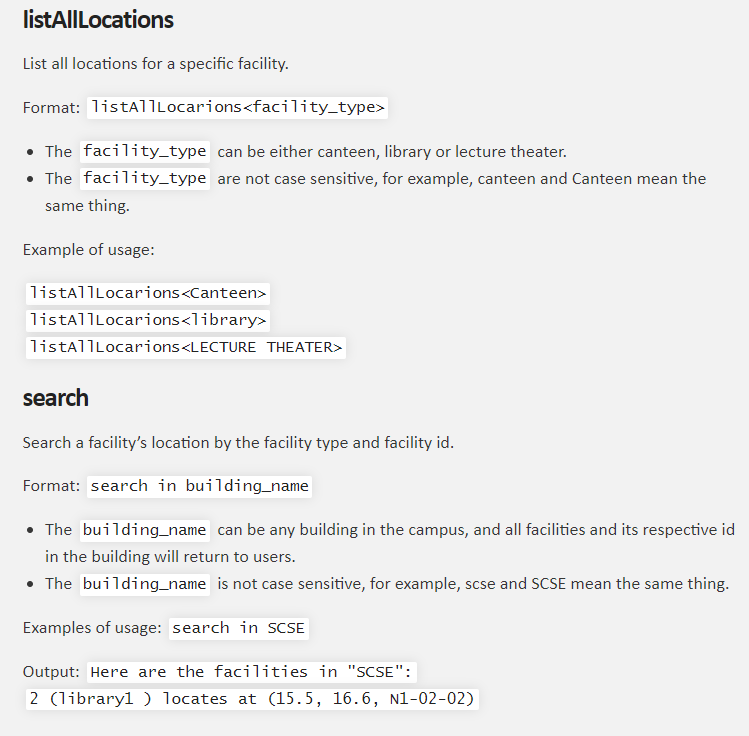 listAllLocations
List all locations for a specific facility.
Format: listAllLocarions<facility_type>
• The facility_type can be either canteen, library or lecture theater.
• The facility_type are not case sensitive, for example, canteen and Canteen mean the
same thing.
Example of usage:
listAllLocarions<Canteen>
listAllLocarions<library>
listAllLocarions<LECTURE THEATER>
search
Search a facility’s location by the facility type and facility id.
Format: search in building_name
• The building_name can be any building in the campus, and all facilities and its respective id
in the building will return to users.
• The building_name is not case sensitive, for example, scse and SCSE mean the same thing.
Examples of usage: search in SCSE
Output: Here are the facilities in "SCSE":
2 (library1 ) locates at (15.5, 16.6, N1-02-02)